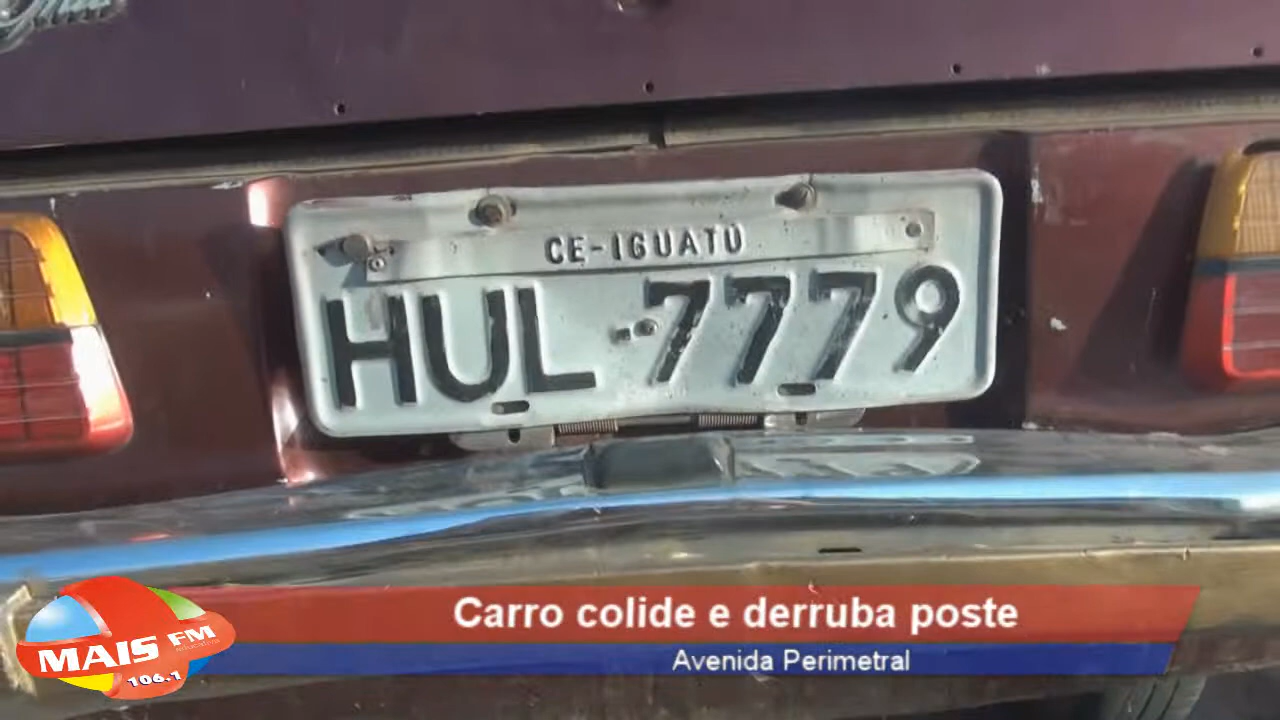 CE-IGUATU
HUL 7779
Carro colide e derruba poste
Avenida Perimetral
MAIS FM
106.1